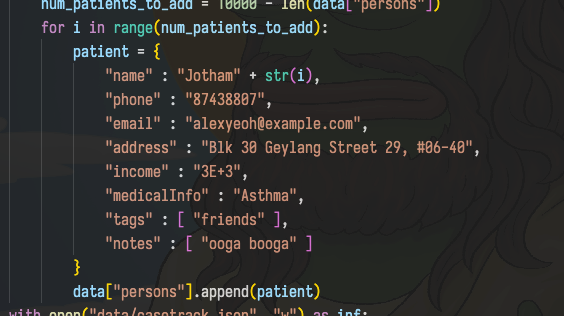 num_patients_to_add = 10000 - len(data["persons"])
for i in range(num_patients_to_add):
patient = {
"name" : "Jotham" + str(i),
"phone" : "87438807",
"email" : "alexyeoh@example.com",
"address" : "Blk 30 Geylang Street 29, #06-40",
"income" : "3E+3",
"medicalInfo" : "Asthma",
"tags" : [ "friends" ],
"notes" : [ "ooga booga" ]
}
data["persons"].append(patient)
with open("data/casetrack.json", "w") as inf: